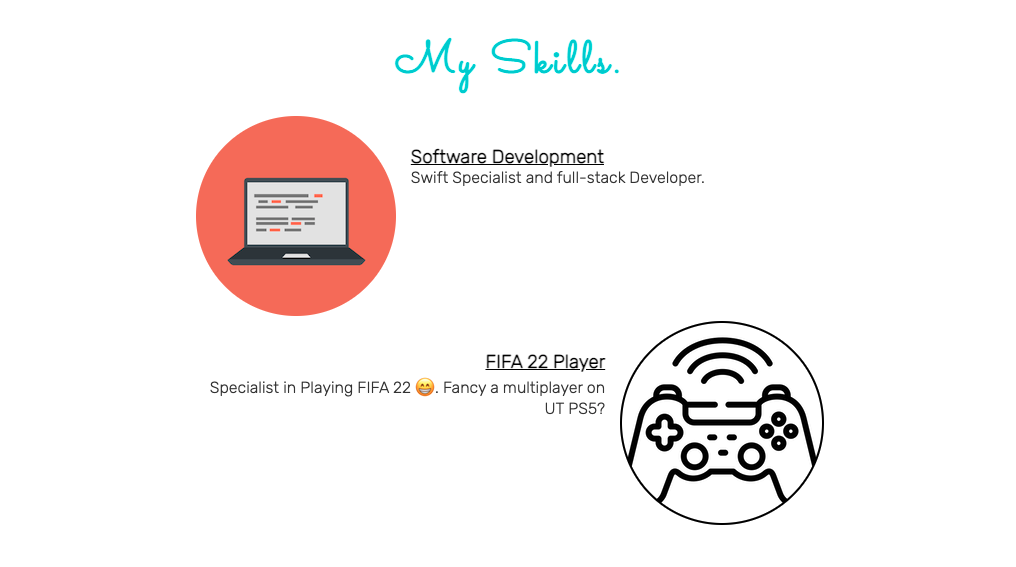 My Skills.
Software Development
Swift Specialist and full-stack Developer.
FIFA 22 Player
Specialist in Playing FIFA 22 😁. Fancy a multiplayer on
UT PS5?